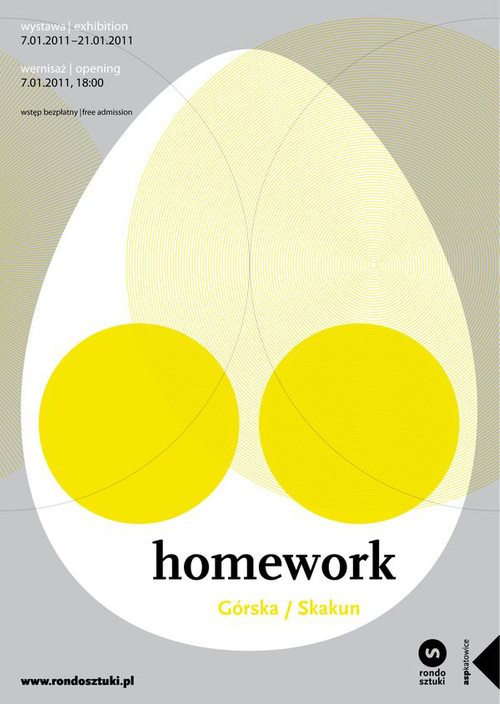 wystawa | exhibition
7.01.2011–21.01.2011
wernisaż | opening
7.01.2011, 18:00
wstęp bezpłatny | free admission
homework
Górska / Skakun
www.rondosztuki.pl
rondo
sztuki
aspkatowice